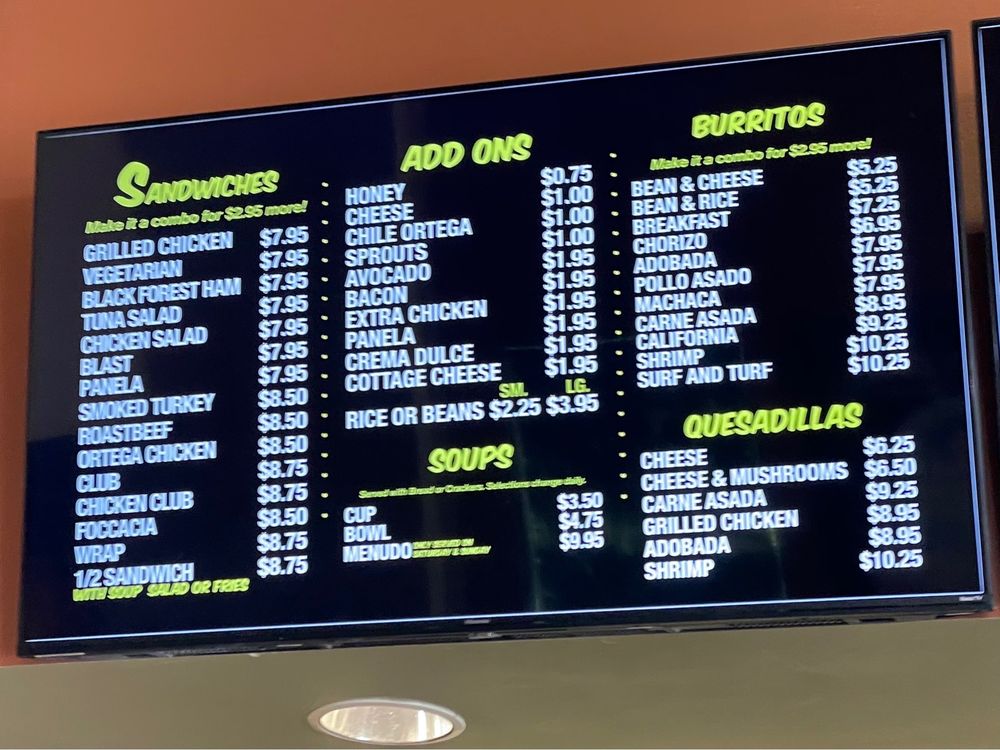 SANDWICHES
Make it a combo for $2.95 more!
GRILLED CHICKEN $7.95
VEGETARIAN $7.95
BLACK FOREST HAM $7.95
TUNA SALAD $7.95
CHICKEN SALAD $7.95
BLAST $7.95
PANELA $7.95
SMOKED TURKEY $8.50
ROASTBEEF $8.50
ORTEGA CHICKEN $8.50
CLUB $8.75
CHICKEN CLUB $8.75
FOCCACIA $8.50
WRAP $8.75
1/2 SANDWICH $8.75
WITH SOUP SALAD OR FRIES
ADD ONS
HONEY $0.75
CHEESE $1.00
CHILE ORTEGA $1.00
SPROUTS $1.00
AVOCADO $1.95
BACON $1.95
EXTRA CHICKEN $1.95
PANELA $1.95
CREMA DULCE $1.95
COTTAGE CHEESE $1.95
SM. LG.
RICE OR BEANS $2.25 $3.95
SOUPS
Served with Bread or Crackers. Selections change daily.
CUP $3.50
BOWL $4.75
MENUDO ONLY SERVED ON SATURDAY & SUNDAY $9.95
BURRITOS
Make it a combo for $2.95 more!
BEAN & CHEESE $5.25
BEAN & RICE $5.25
BREAKFAST $7.25
CHORIZO $6.95
ADOBADA $7.95
POLLO ASADO $7.95
MACHACA $7.95
CARNE ASADA $8.95
CALIFORNIA $9.25
SHRIMP $10.25
SURF AND TURF $10.25
QUESADILLAS
CHEESE $6.25
CHEESE & MUSHROOMS $6.50
CARNE ASADA $9.25
GRILLED CHICKEN $8.95
ADOBADA $8.95
SHRIMP $10.25